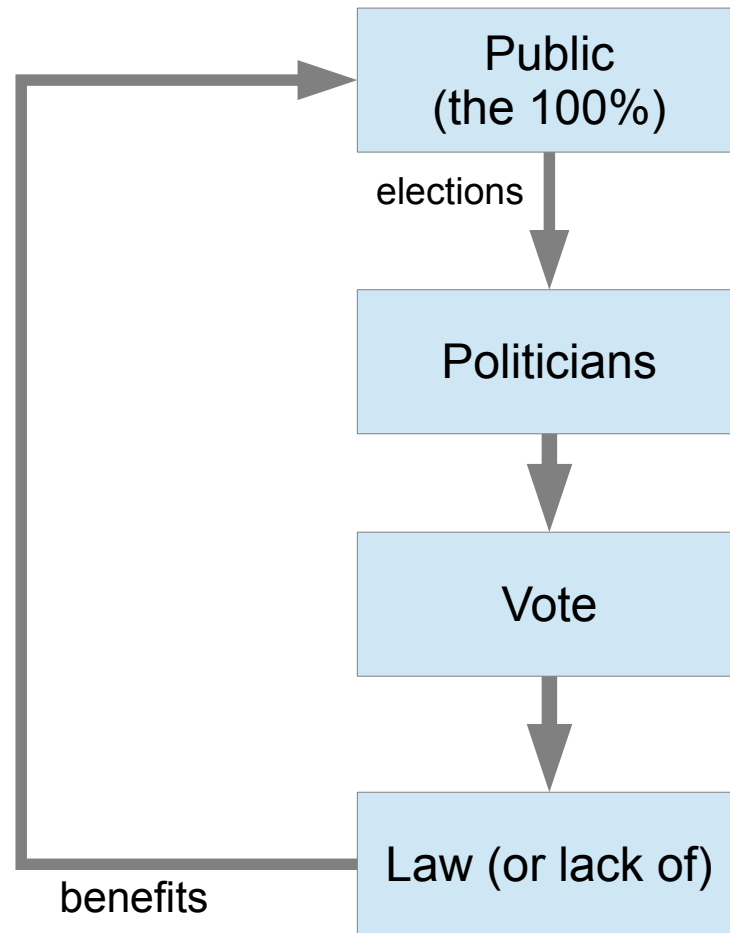 Public
(the 100%)
elections
Politicians
Vote
Law (or lack of)
benefits